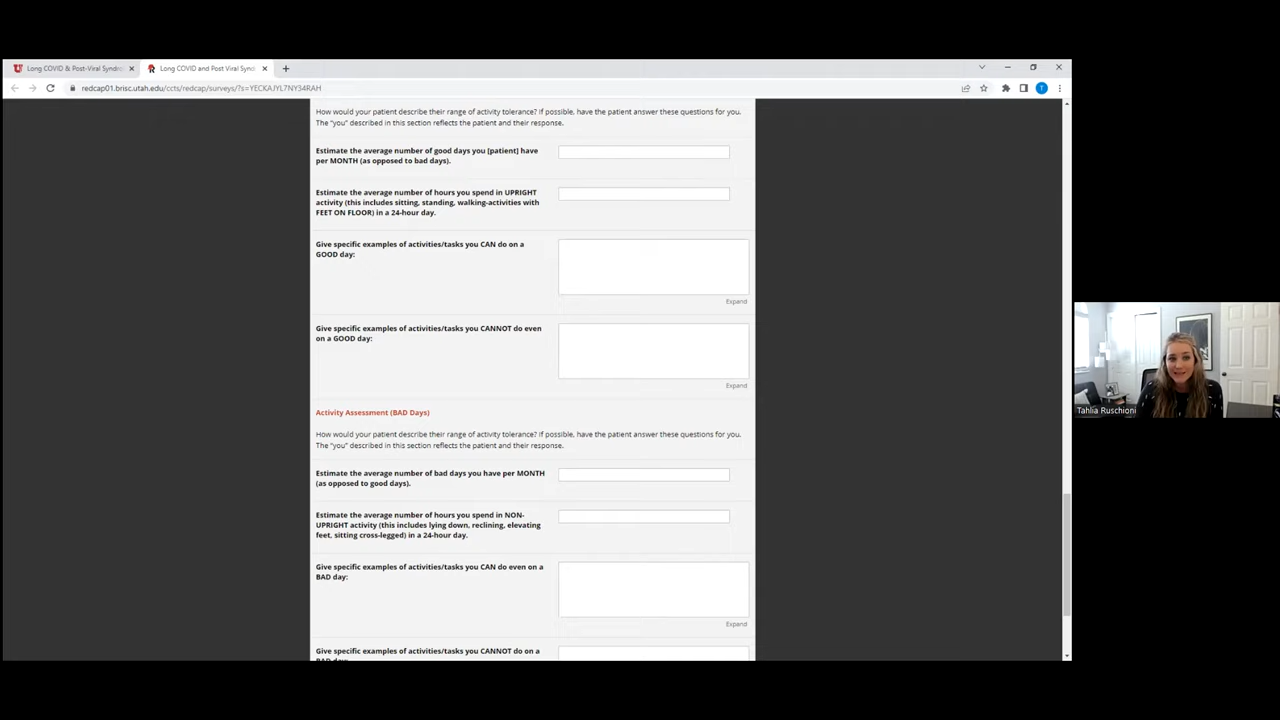 Long COVID & Post-Viral Syndr
Long COVID and Post Viral Synd
redcap01.brisc.utah.edu/ccts/redcap/surveys/?s=YECKAJYL7NY34RAH
T
How would your patient describe their range of activity tolerance? If possible, have the patient answer these questions for you.
The "you" described in this section reflects the patient and their response.
Estimate the average number of good days you [patient] have
per MONTH (as opposed to bad days).
Estimate the average number of hours you spend in UPRIGHT
activity (this includes sitting, standing, walking-activities with
FEET ON FLOOR) in a 24-hour day.
Give specific examples of activities/tasks you CAN do on a
GOOD day:
Expand
Give specific examples of activities/tasks you CANNOT do even
on a GOOD day:
Expand
Activity Assessment (BAD Days)
How would your patient describe their range of activity tolerance? If possible, have the patient answer these questions for you.
The "you" described in this section reflects the patient and their response.
Estimate the average number of bad days you have per MONTH
(as opposed to good days).
Estimate the average number of hours you spend in NON-
UPRIGHT activity (this includes lying down, reclining, elevating
feet, sitting cross-legged) in a 24-hour day.
Give specific examples of activities/tasks you CAN do even on a
BAD day:
Expand
Give specific examples of activities/tasks you CANNOT do on a
BAD day:
Tahlia Ruschioni